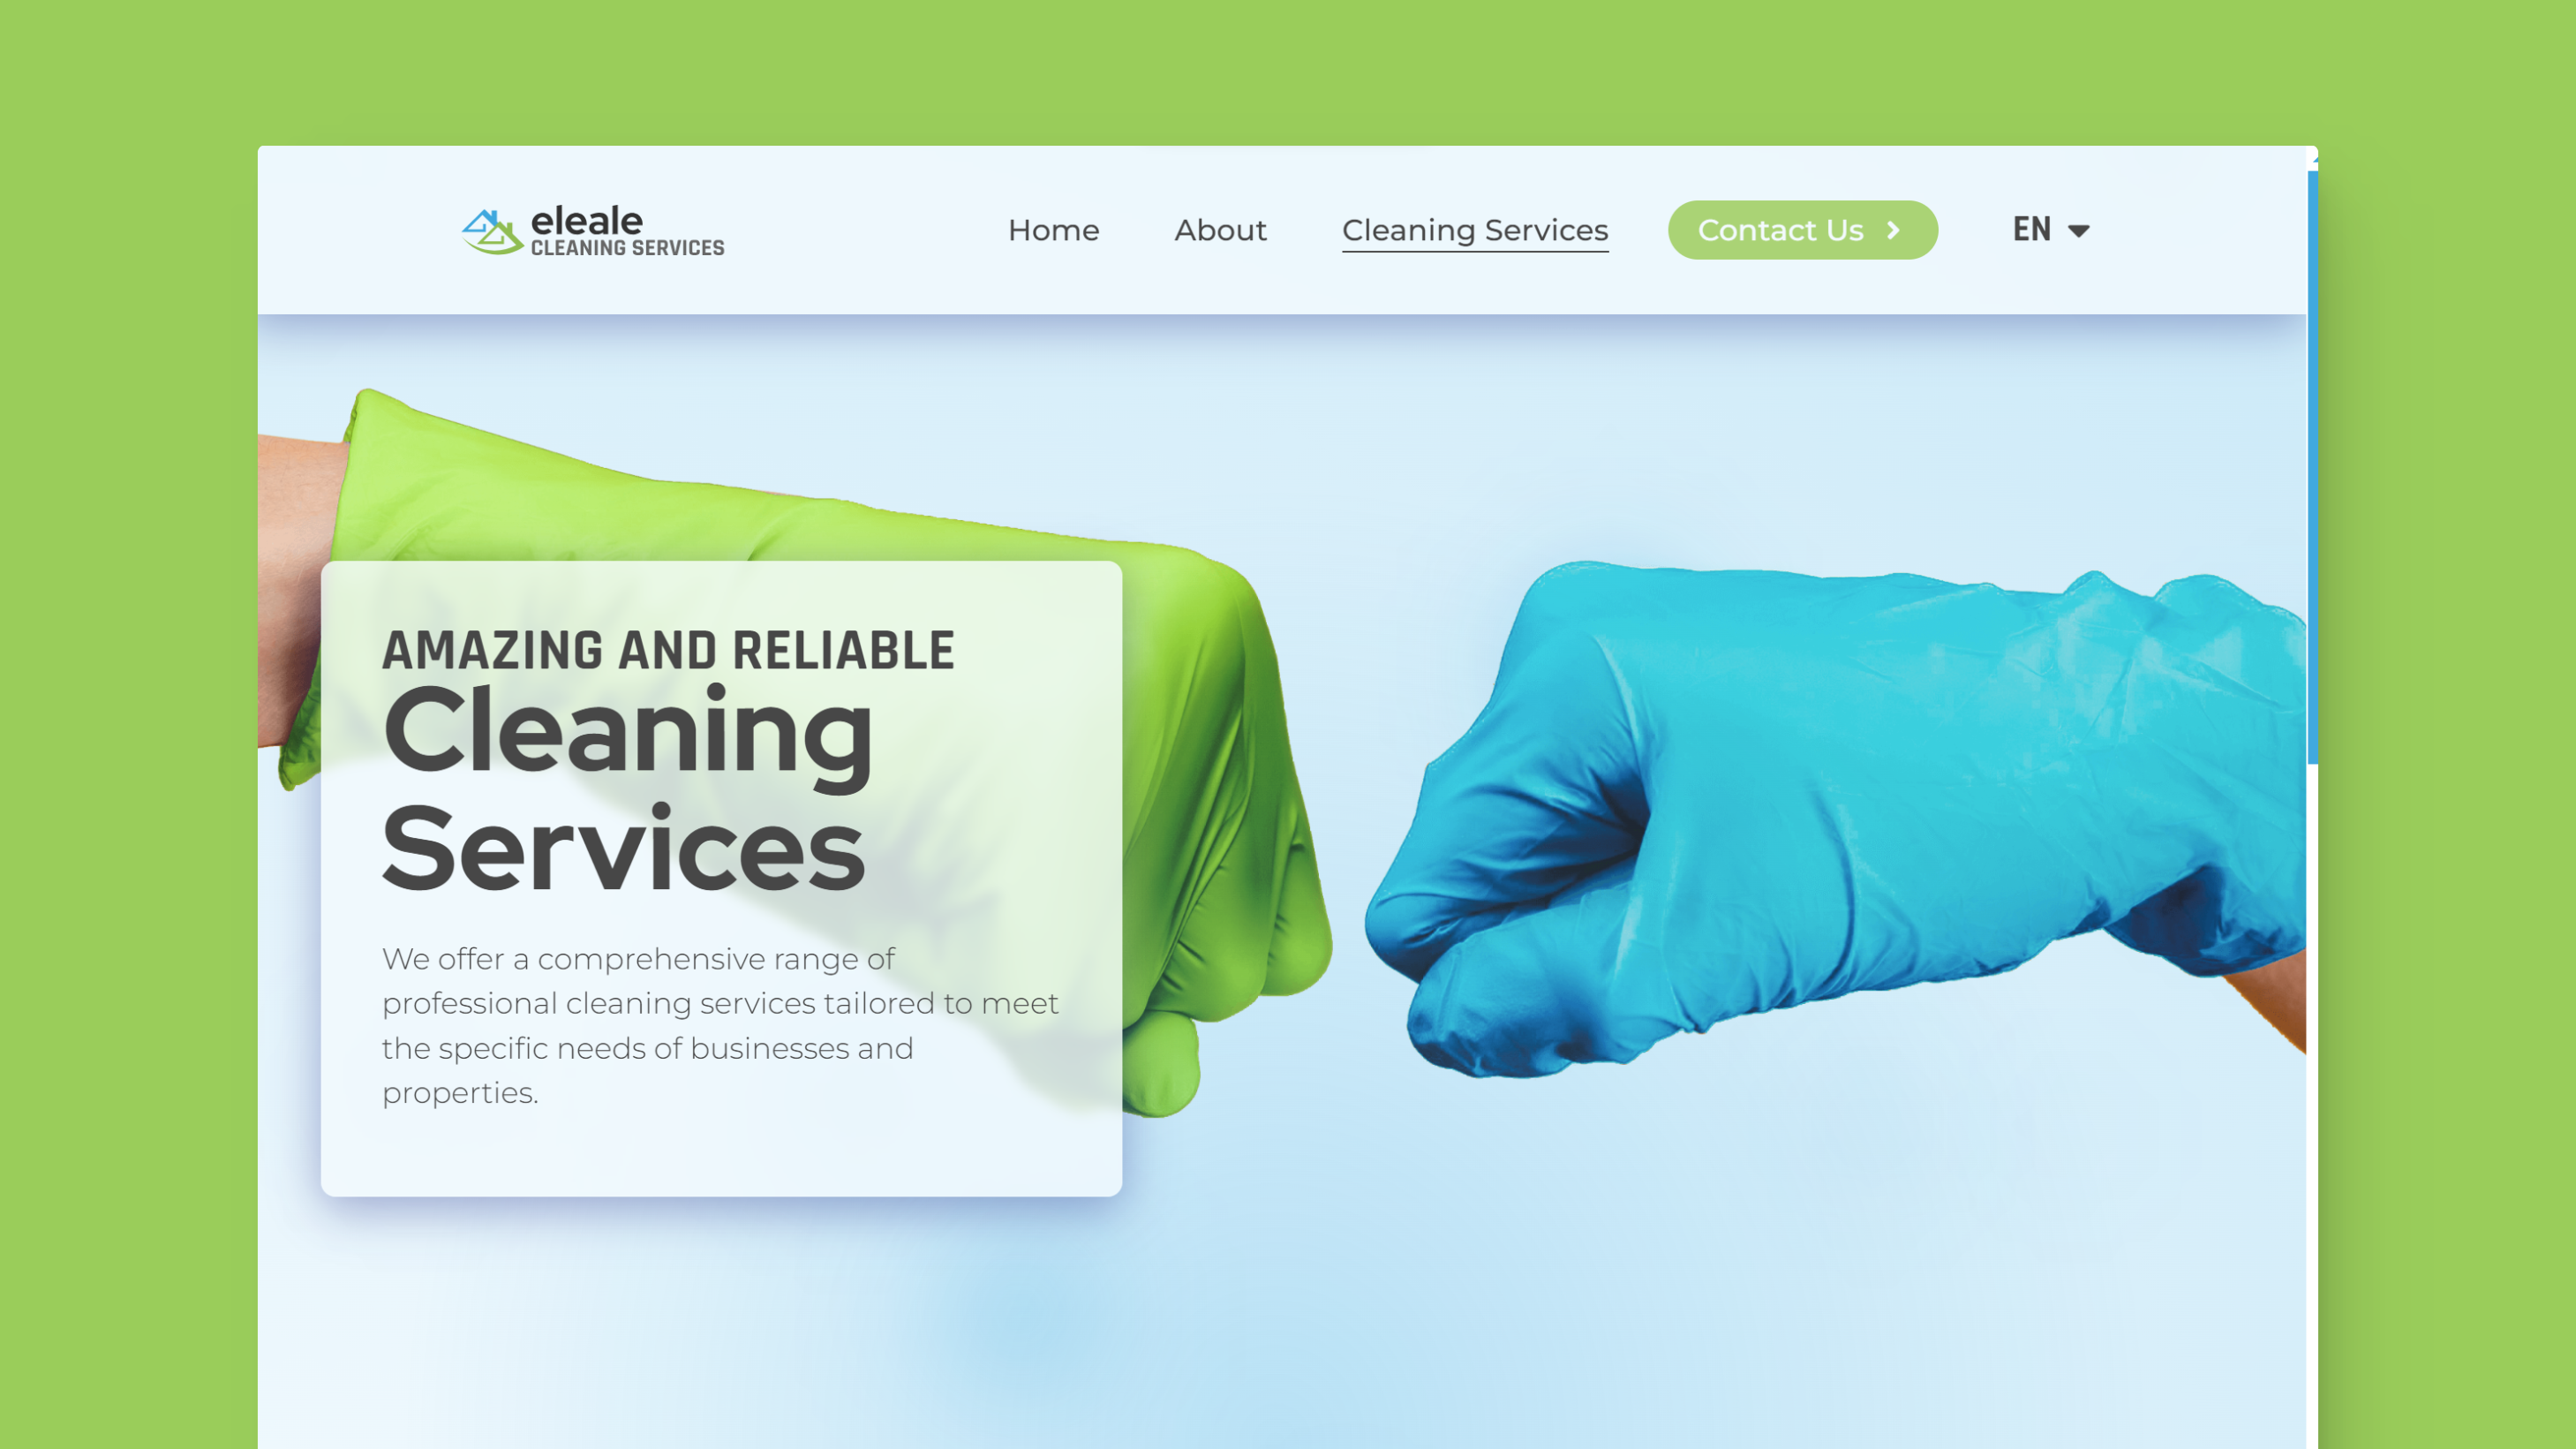 eleale
CLEANING SERVICES
Home
About
Cleaning Services
Contact Us
EN
AMAZING AND RELIABLE
Cleaning
Services
We offer a comprehensive range of
professional cleaning services tailored to meet
the specific needs of businesses and
properties.